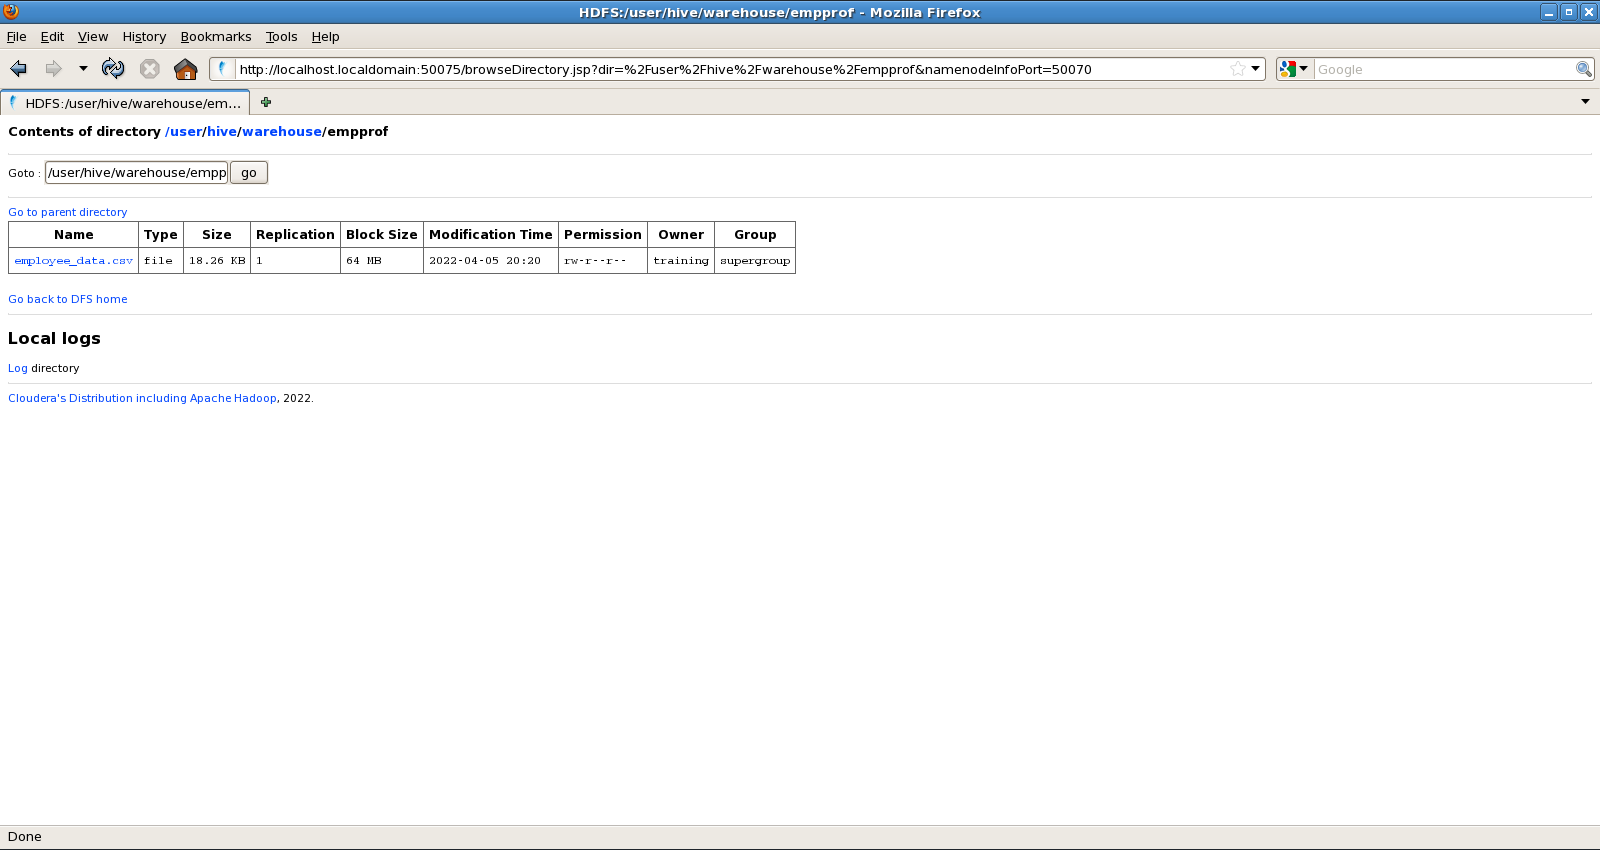 HDFS:/user/hive/warehouse/empprof - Mozilla Firefox
File Edit View History Bookmarks Tools Help
http://localhost.localdomain:50075/browseDirectory.jsp?dir=%2Fuser%2Fhive%2Fwarehouse%2Fempprof&namenodeInfoPort=50070
Google
HDFS:/user/hive/warehouse/em...
Contents of directory /user/hive/warehouse/empprof
Goto : /user/hive/warehouse/empp go
Go to parent directory
Name Type Size Replication Block Size Modification Time Permission Owner Group
employee_data.csv file 18.26 KB 1 64 MB 2022-04-05 20:20 rw-r--r-- training supergroup
Go back to DFS home
Local logs
Log directory
Cloudera's Distribution including Apache Hadoop, 2022.
Done